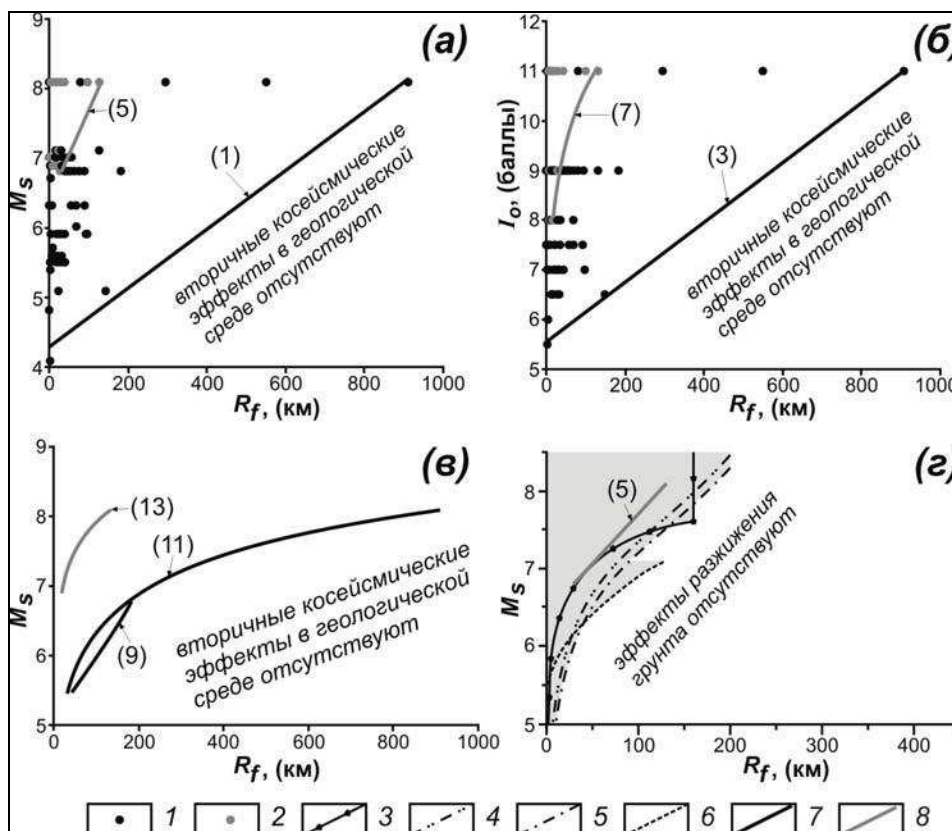 (а)
9
8
7
6
5
4
Ms
(5)
(1)
вторичные косейсмические
эффекты в геологической
среде отсутствуют
0 200 400 600 800 1000
Rf, (км)
(б)
12
11
10
9
8
7
6
5
Io, (баллы)
(7)
(3)
вторичные косейсмические
эффекты в геологической
среде отсутствуют
0 200 400 600 800 1000
Rf, (км)
(в)
9
8
7
6
5
Ms
(13)
(11)
(9)
вторичные косейсмические
эффекты в геологической
среде отсутствуют
0 200 400 600 800 1000
Rf, (км)
(г)
8
7
6
5
Ms
(5)
эффекты разжижения
грунта отсутствуют
0 100 200 300 400
Rf, (км)
1 2 3 4 5 6 7 8